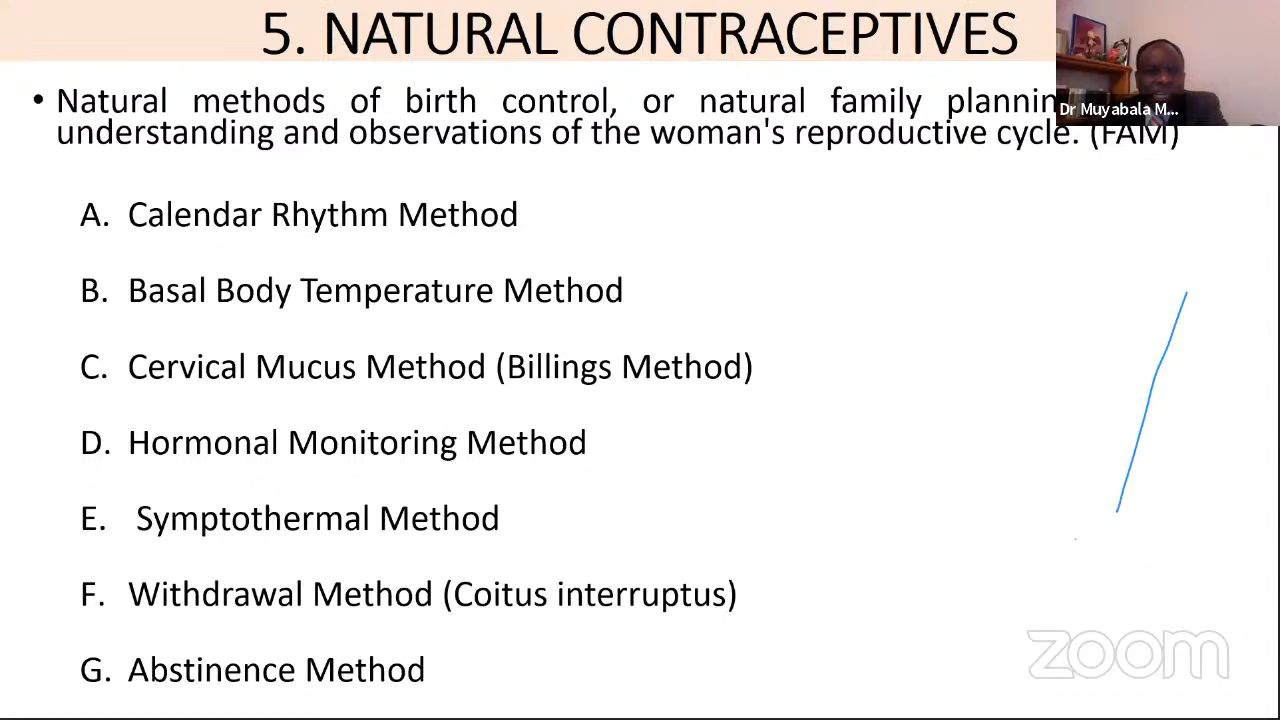 5. NATURAL CONTRACEPTIVES
Dr Muyabala M...
• Natural methods of birth control, or natural family
understanding and observations of the woman's reproductive cycle. (FAM)
A. Calendar Rhythm Method
B. Basal Body Temperature Method
C. Cervical Mucus Method (Billings Method)
D. Hormonal Monitoring Method
E. Symptothermal Method
F. Withdrawal Method (Coitus interruptus)
G. Abstinence Method
zoom